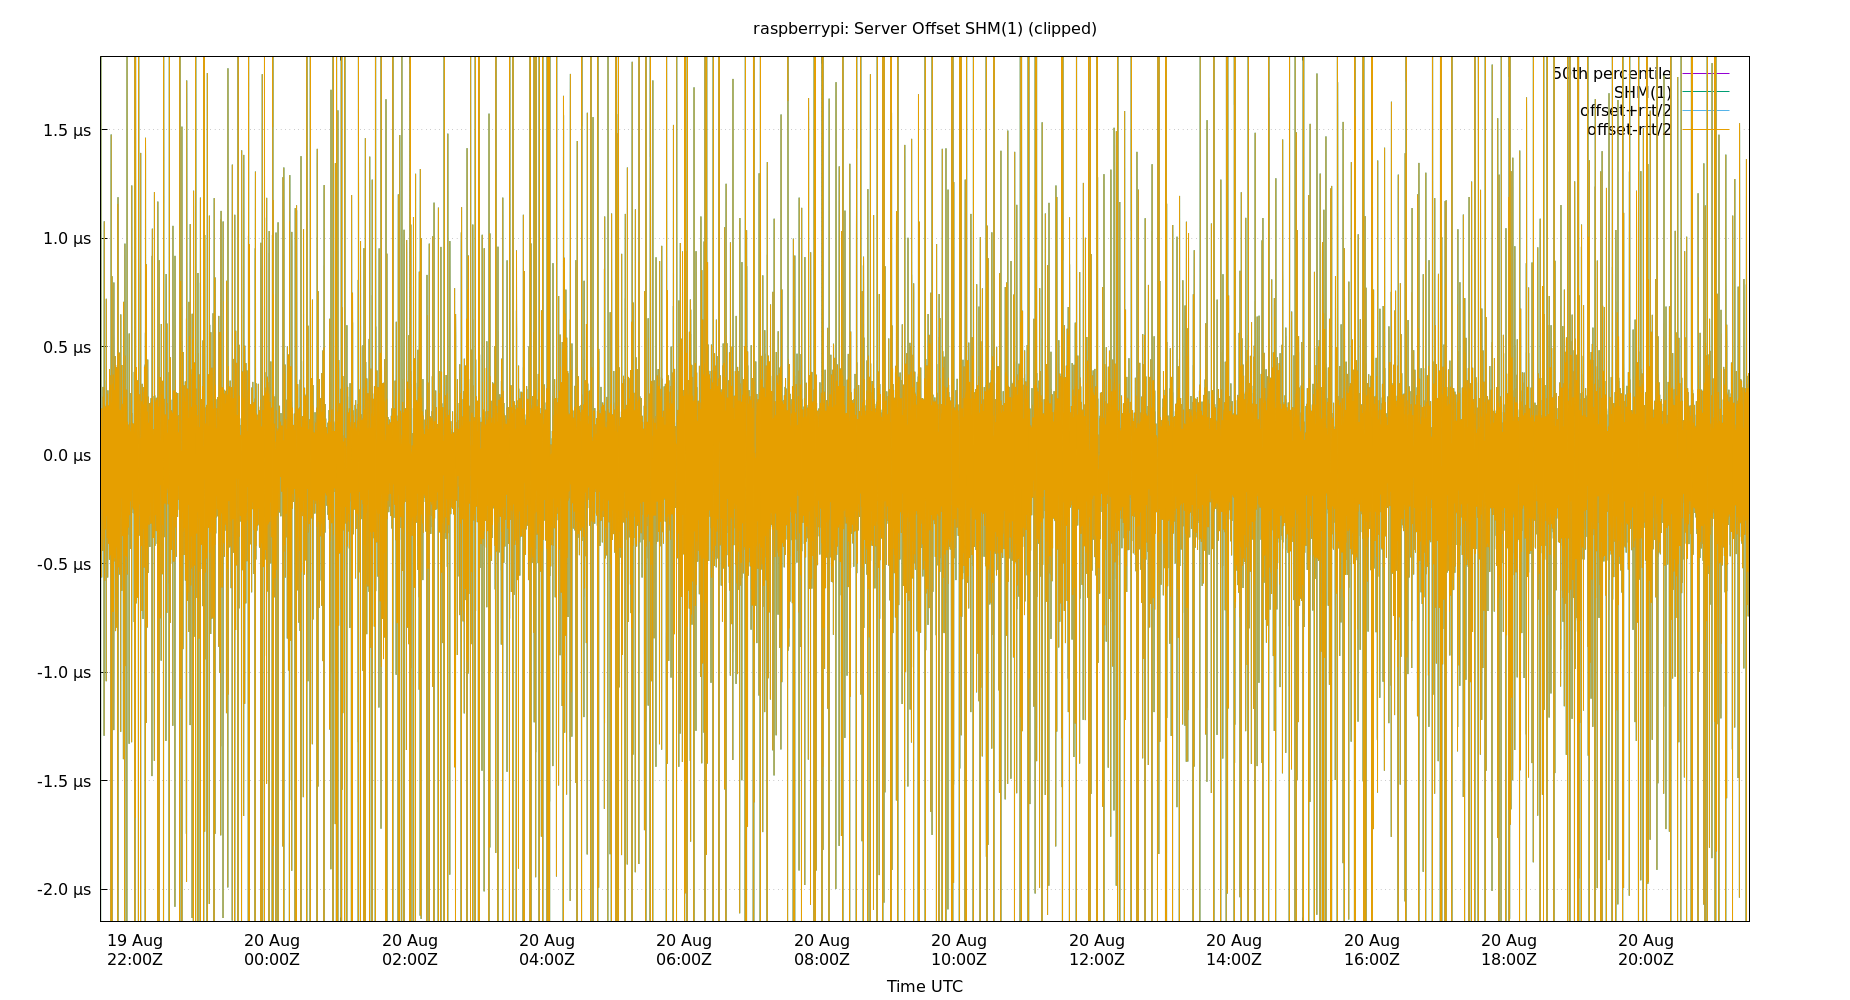 raspberrypi: Server Offset SHM(1) (clipped)
50th percentile
SHM(1)
offset+rtt/2
offset-rtt/2
1.5 µs
1.0 µs
0.5 µs
0.0 µs
-0.5 µs
-1.0 µs
-1.5 µs
-2.0 µs
19 Aug 20 Aug 20 Aug 20 Aug 20 Aug 20 Aug 20 Aug 20 Aug 20 Aug 20 Aug 20 Aug 20 Aug
22:00Z 00:00Z 02:00Z 04:00Z 06:00Z 08:00Z 10:00Z 12:00Z 14:00Z 16:00Z 18:00Z 20:00Z
Time UTC